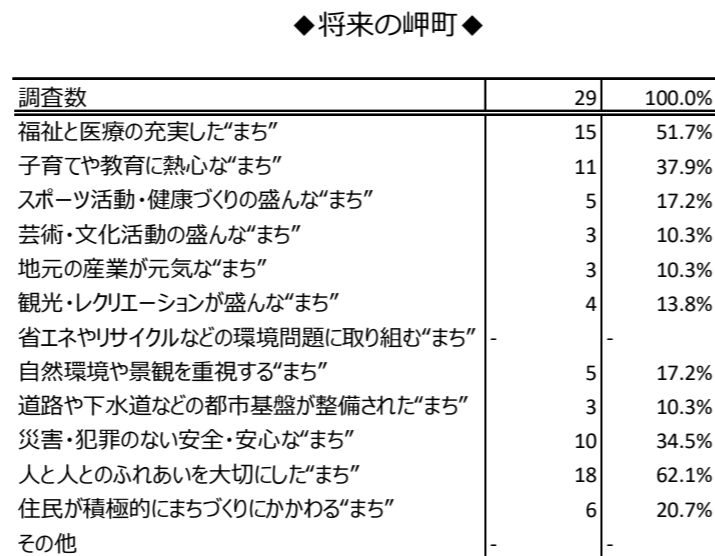 ◆将来の岬町◆
調査数 29 100.0%
福祉と医療の充実した“まち” 15 51.7%
子育てや教育に熱心な“まち” 11 37.9%
スポーツ活動・健康づくりの盛んな“まち” 5 17.2%
芸術・文化活動の盛んな“まち” 3 10.3%
地元の産業が元気な“まち” 3 10.3%
観光・レクリエーションが盛んな“まち” 4 13.8%
省エネやリサイクルなどの環境問題に取り組む“まち” - -
自然環境や景観を重視する“まち” 5 17.2%
道路や下水道などの都市基盤が整備された“まち” 3 10.3%
災害・犯罪のない安全・安心な“まち” 10 34.5%
人と人とのふれあいを大切にした“まち” 18 62.1%
住民が積極的にまちづくりにかかわる“まち” 6 20.7%
その他 - -